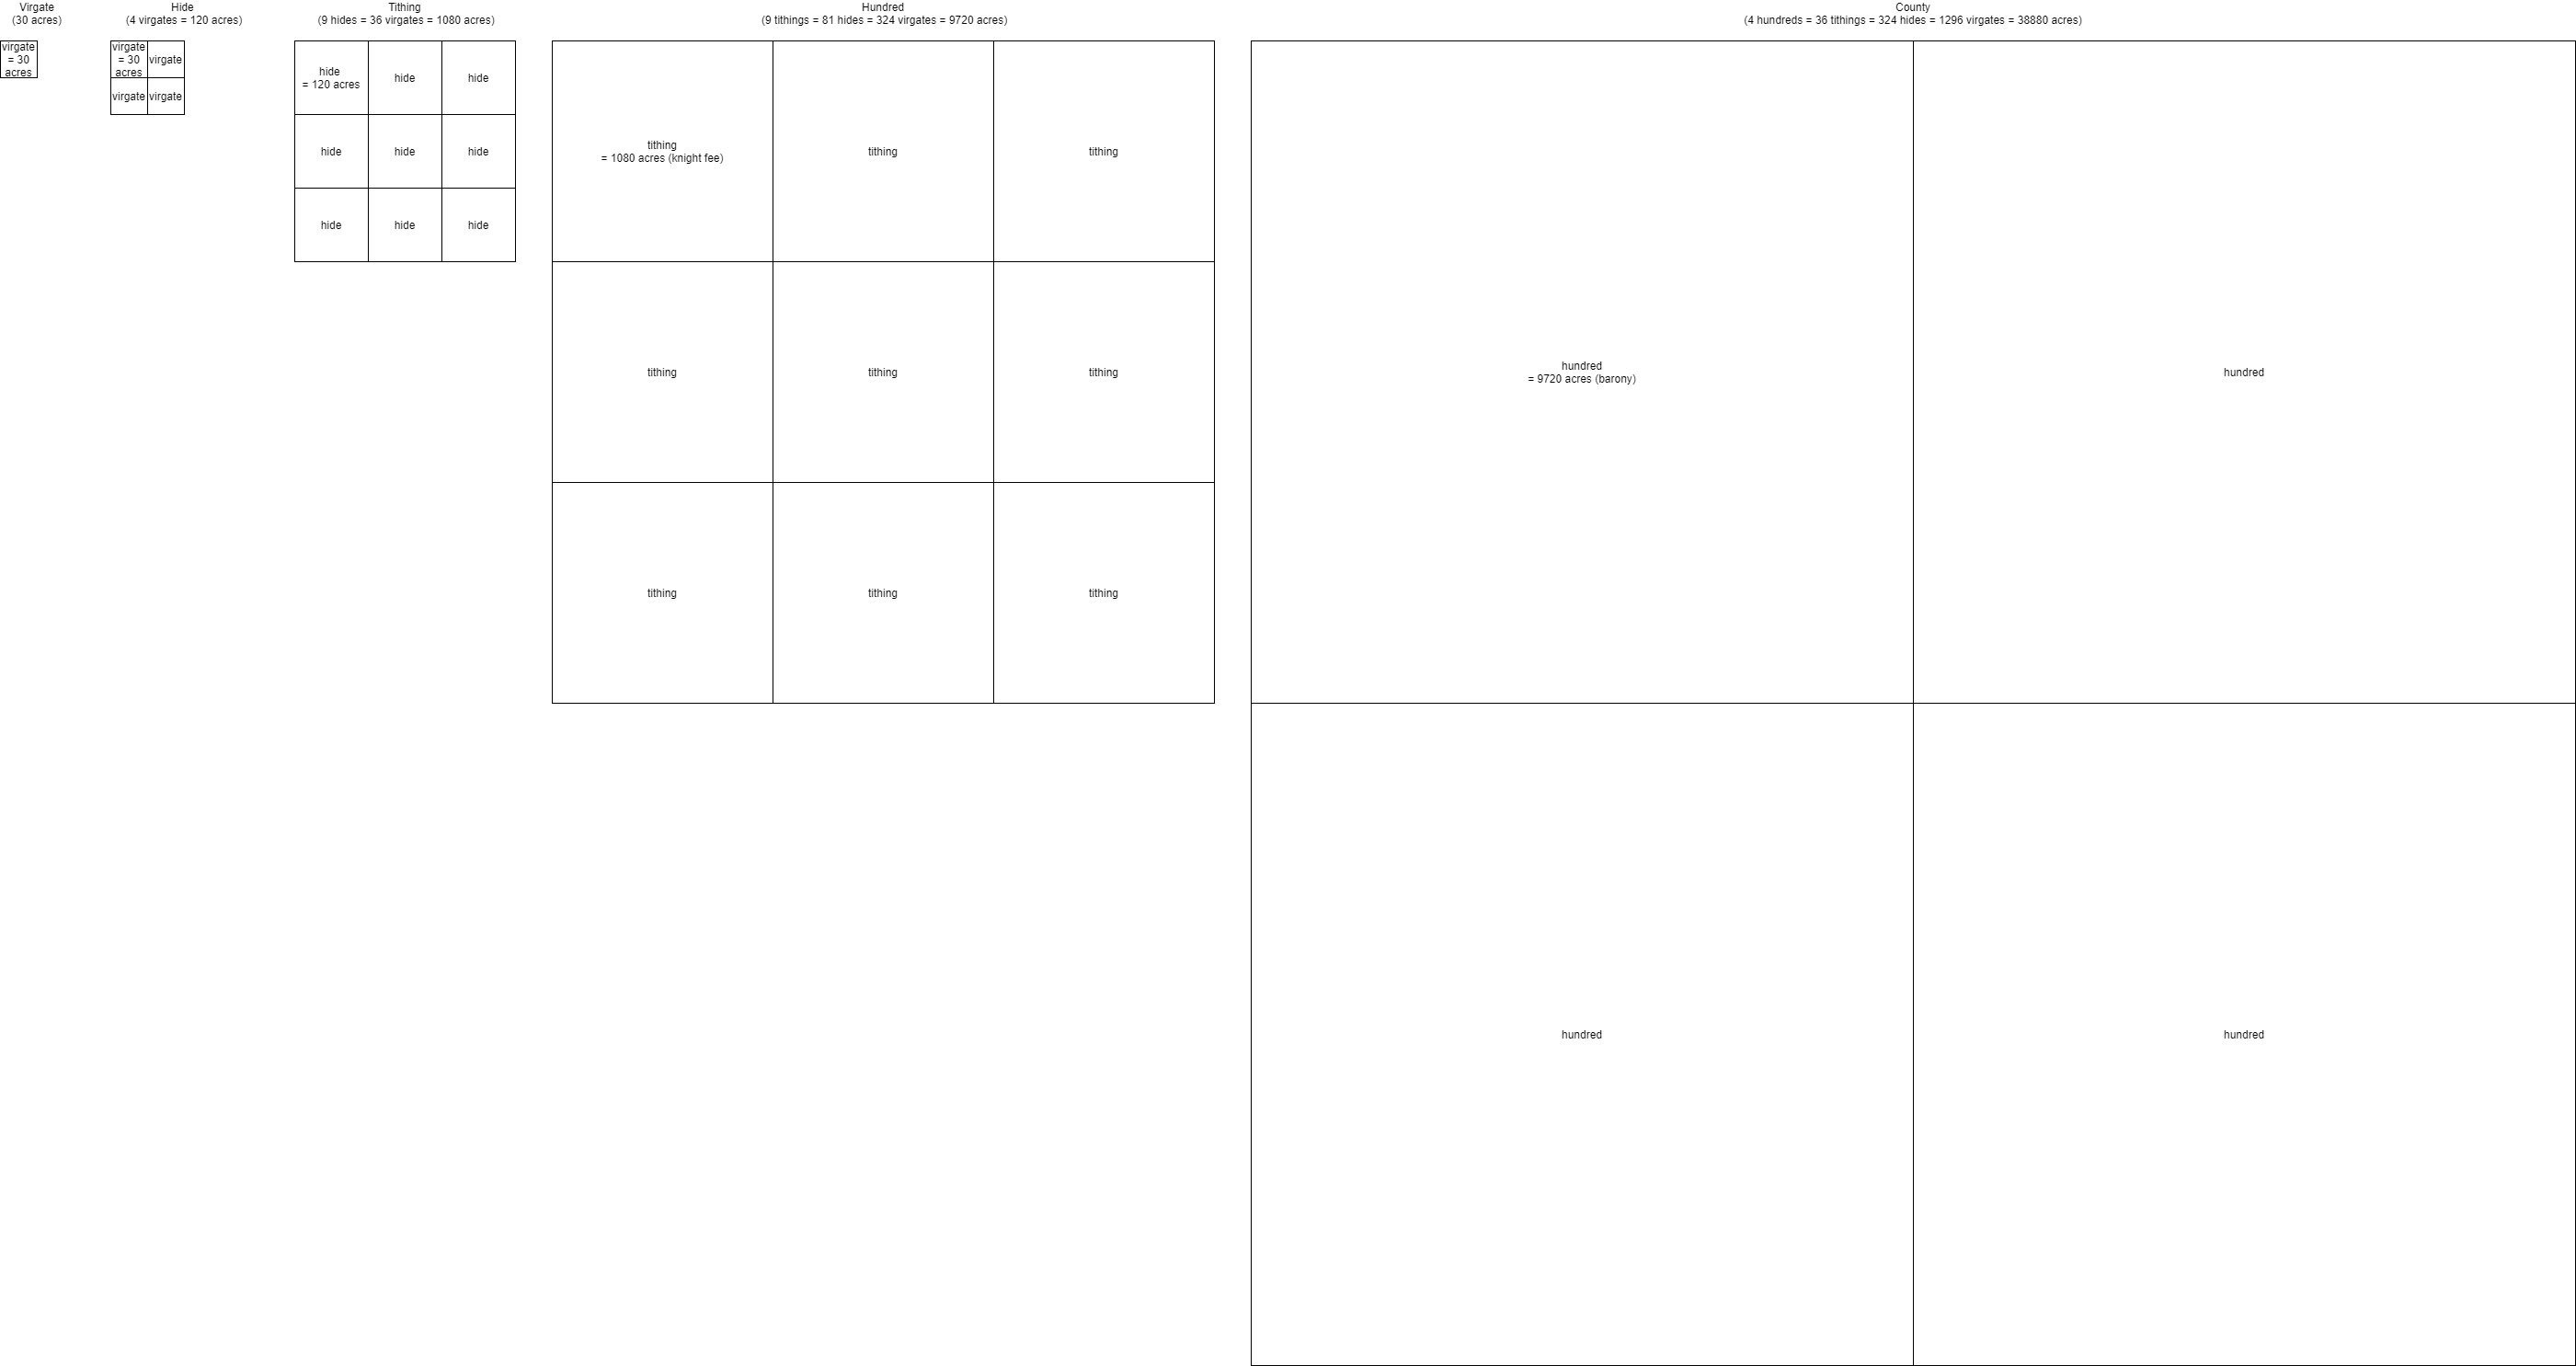 Virgate
(30 acres)
virgate
= 30
acres
Hide
(4 virgates = 120 acres)
virgate
= 30
acres
virgate
virgate
virgate
Tithing
(9 hides = 36 virgates = 1080 acres)
hide
= 120 acres
hide
hide
hide
hide
hide
hide
hide
hide
Hundred
(9 tithings = 81 hides = 324 virgates = 9720 acres)
tithing
= 1080 acres (knight fee)
tithing
tithing
tithing
tithing
tithing
tithing
tithing
tithing
County
(4 hundreds = 36 tithings = 324 hides = 1296 virgates = 38880 acres)
hundred
= 9720 acres (barony)
hundred
hundred
hundred